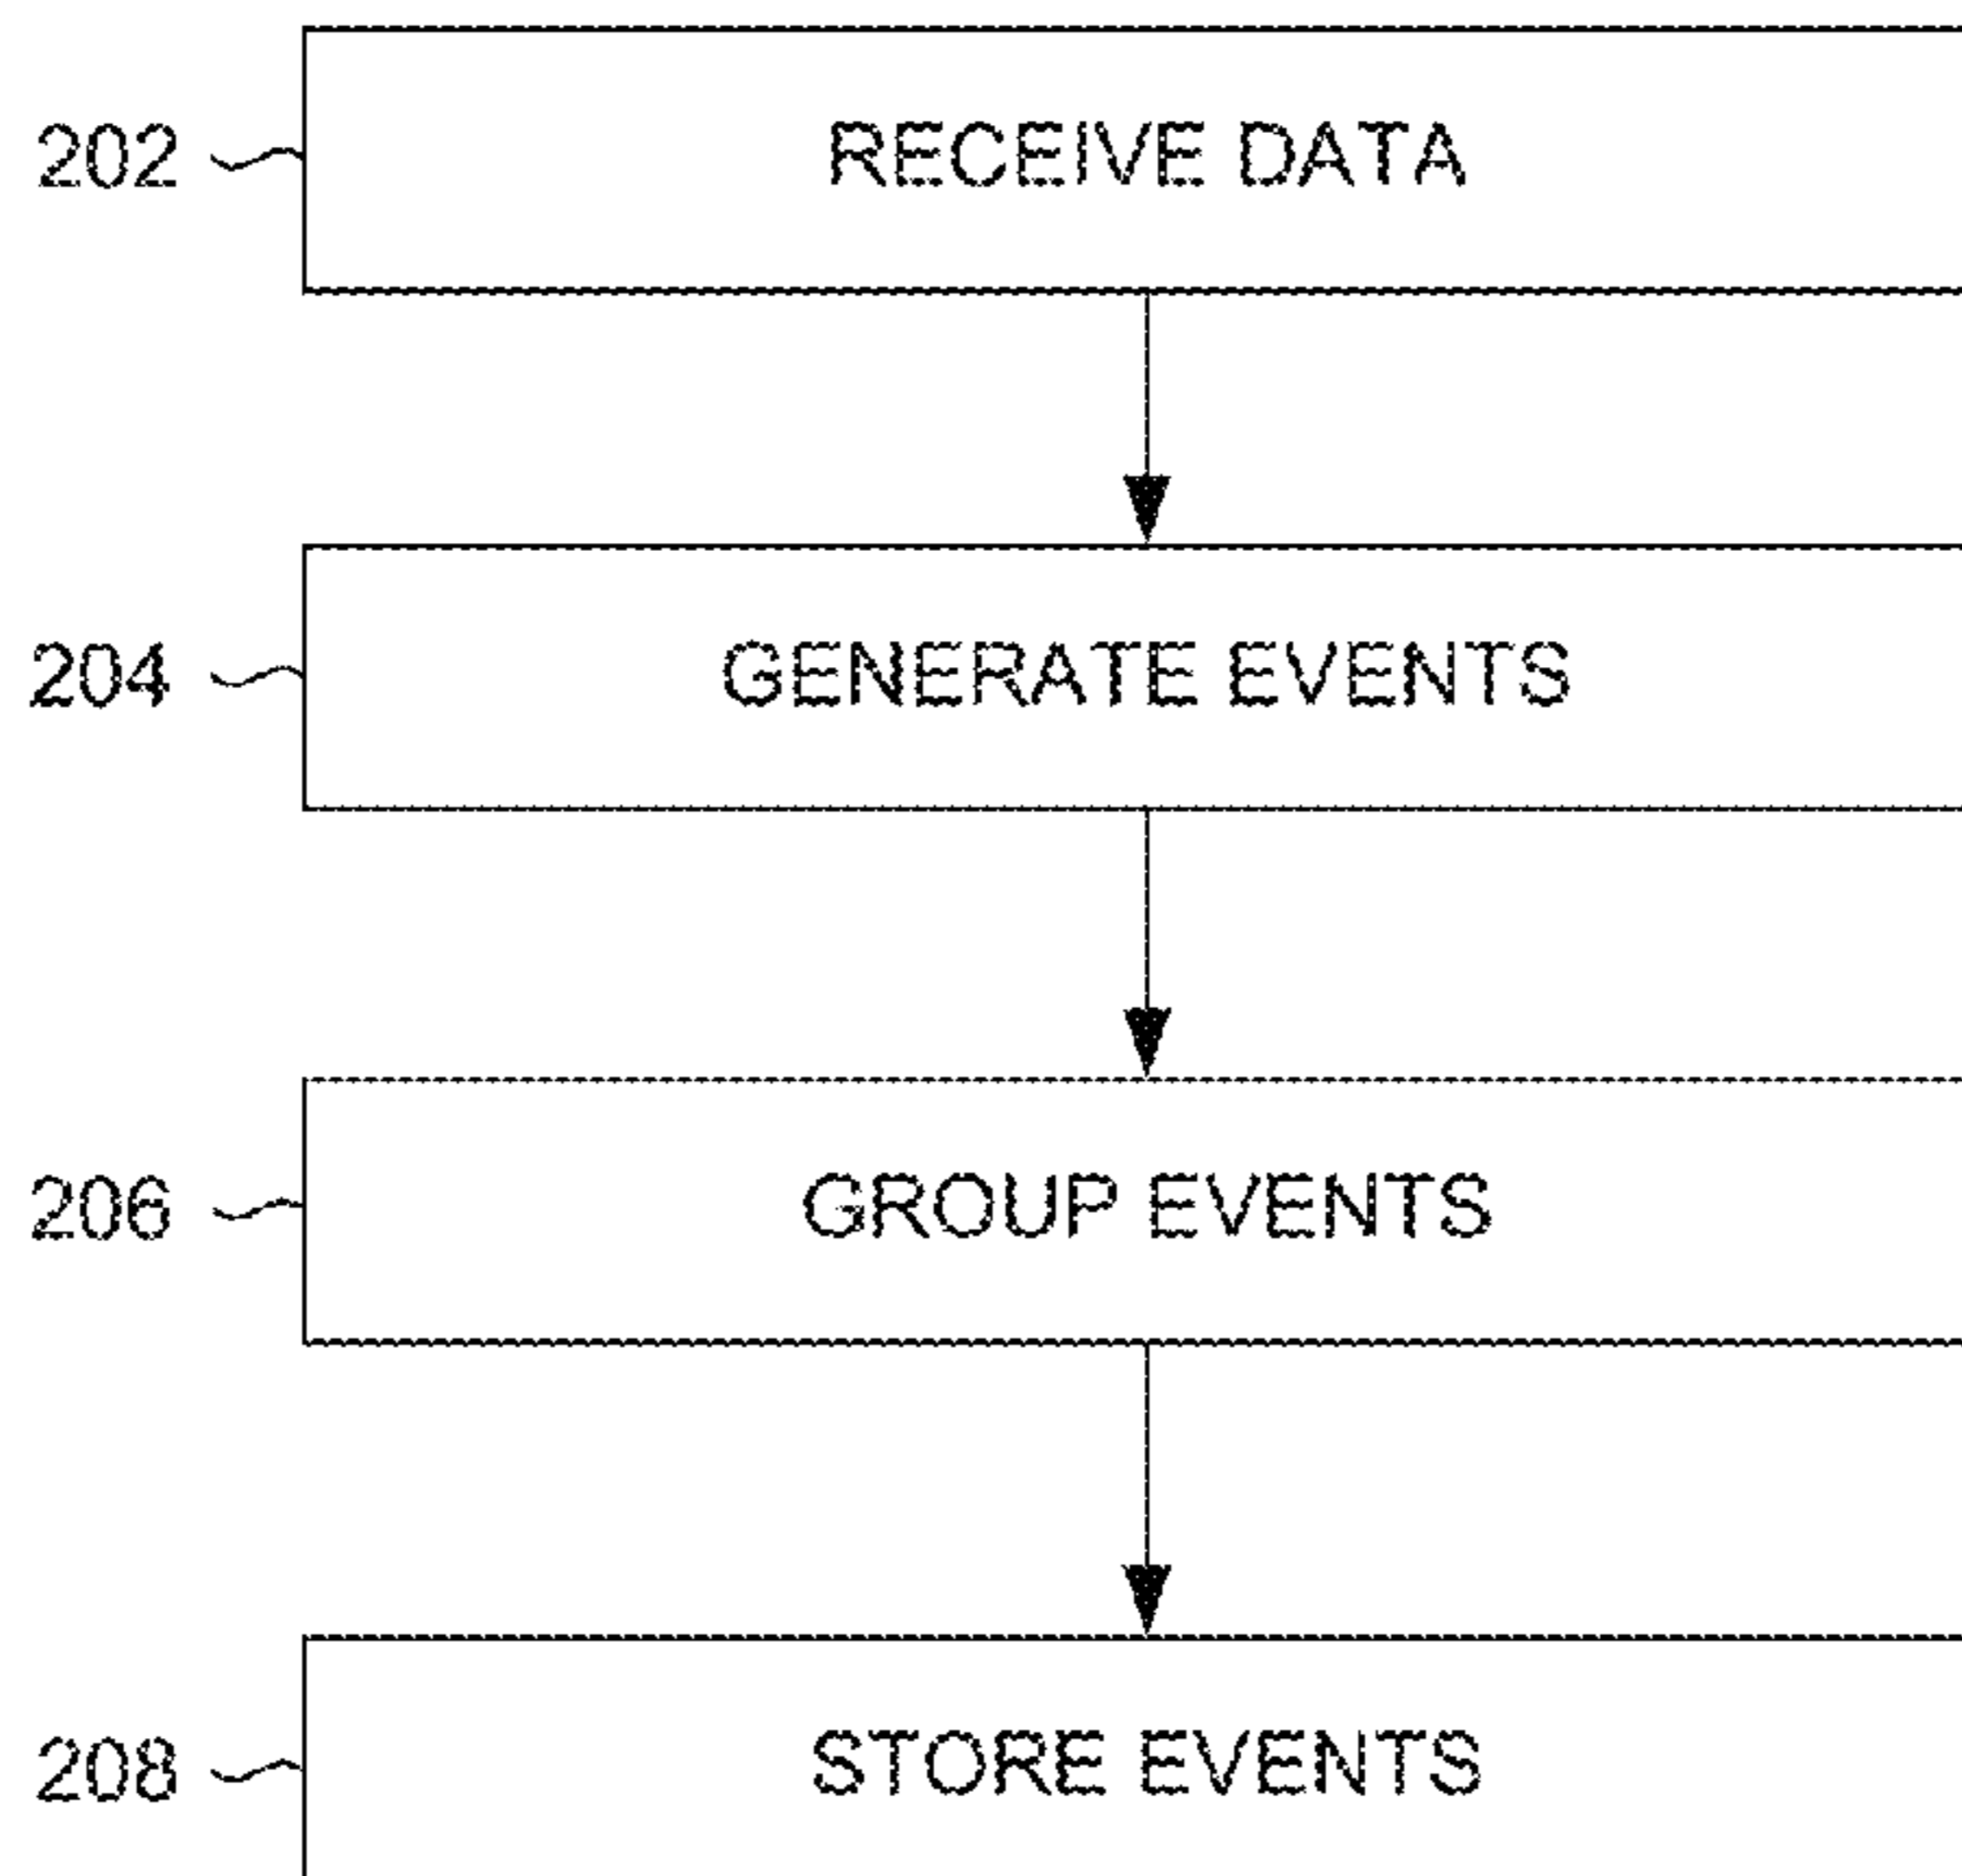 202 RECEIVE DATA
204 GENERATE EVENTS
206 GROUP EVENTS
208 STORE EVENTS